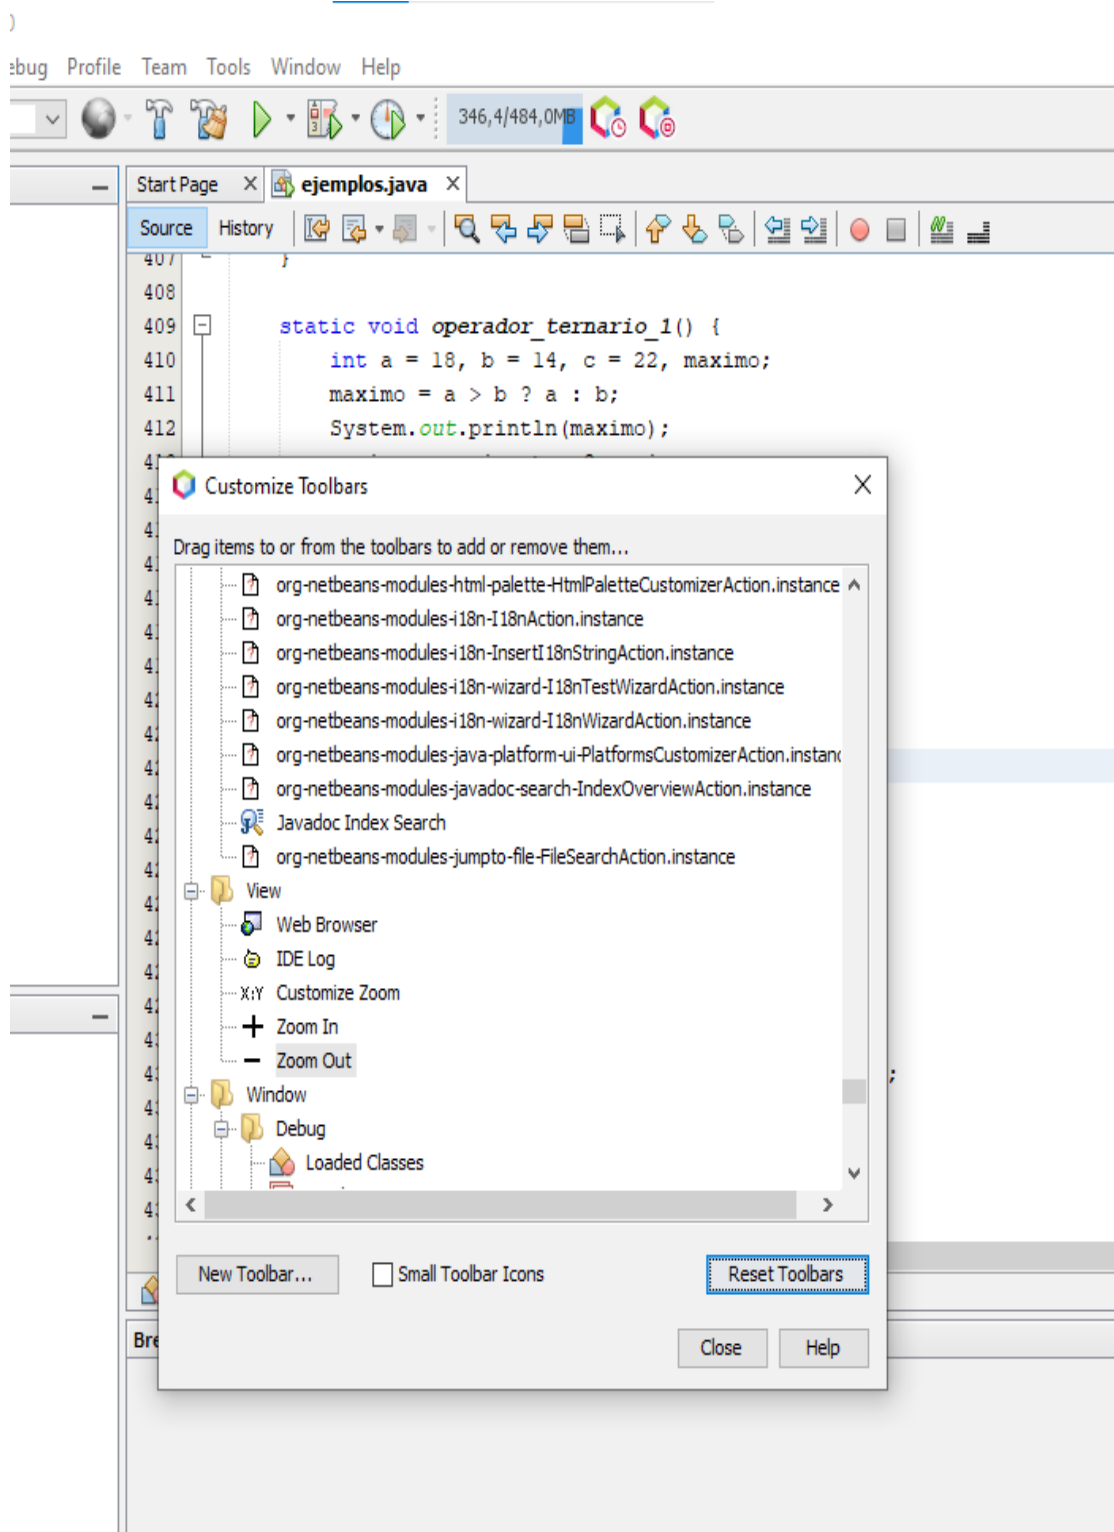 Profile Team Tools Window Help
346,4/484,0MB
Start Page X ejemplos.java X
Source History
407 }
408
409 static void operador_ternario_1() {
410 int a = 18, b = 14, c = 22, maximo;
411 maximo = a > b ? a : b;
412 System.out.println(maximo);
Customize Toolbars
Drag items to or from the toolbars to add or remove them...
org-netbeans-modules-html-palette-HtmlPaletteCustomizerAction.instance
org-netbeans-modules-i18n-I18nAction.instance
org-netbeans-modules-i18n-InsertI18nStringAction.instance
org-netbeans-modules-i18n-wizard-I18nTestWizardAction.instance
org-netbeans-modules-i18n-wizard-I18nWizardAction.instance
org-netbeans-modules-java-platform-ui-PlatformsCustomizerAction.instanc
org-netbeans-modules-javadoc-search-IndexOverviewAction.instance
Javadoc Index Search
org-netbeans-modules-jumpto-file-FileSearchAction.instance
View
Web Browser
IDE Log
X:Y Customize Zoom
Zoom In
Zoom Out
;
Window
Debug
Loaded Classes
New Toolbar... Small Toolbar Icons Reset Toolbars
Bre
Close Help